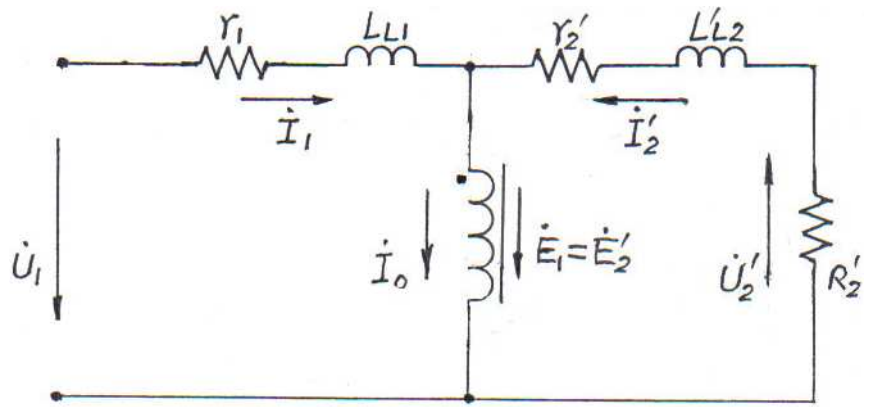 r₁ L_L1 r₂′ L′_L2
İ₁ İ₂′
U̇₁ İ₀ Ė₁=Ė₂′ U̇₂′ R₂′